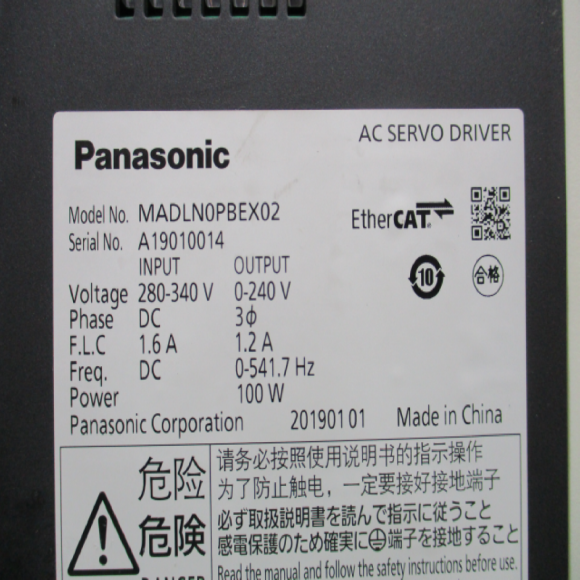 AC SERVO DRIVER
Panasonic
Model No. MADLN0PBEX02
EtherCAT®
Serial No. A19010014
INPUT OUTPUT
10 合格
Voltage 280-340 V 0-240 V
Phase DC 3ϕ
F.L.C 1.6 A 1.2 A
Freq. DC 0-541.7 Hz
Power 100 W
Panasonic Corporation 20190101 Made in China
危险
请务必按照使用说明书的指示操作
为了防止触电，一定要接好接地端子
危険
必ず取扱説明書を読んで指示に従うこと
感電保護のため確実に⏚端子を接地すること
DANGER
Read the manual and follow the safety instructions before use.